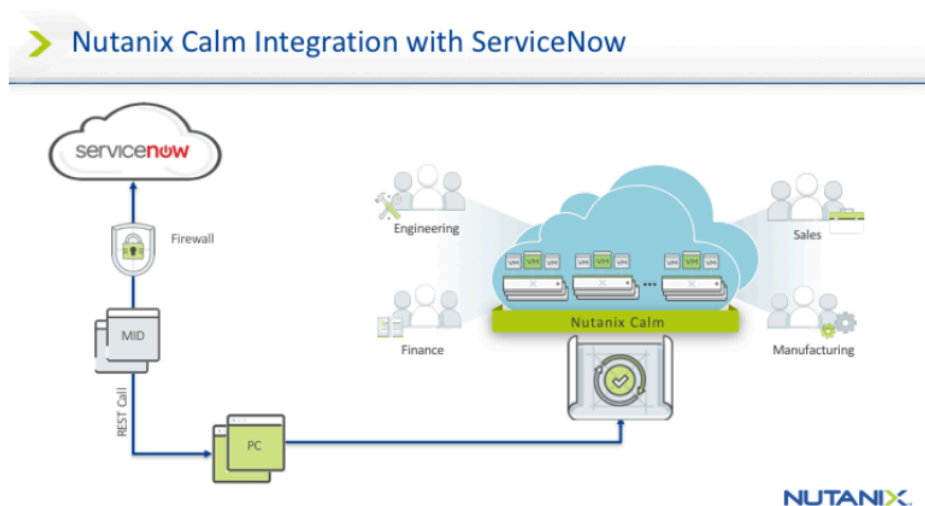 Nutanix Calm Integration with ServiceNow
servicenow
Firewall
MID
REST Call
PC
Engineering
Finance
Sales
Manufacturing
VM VM VM
VM VM VM
VM VM VM
...
Nutanix Calm
NUTANIX.